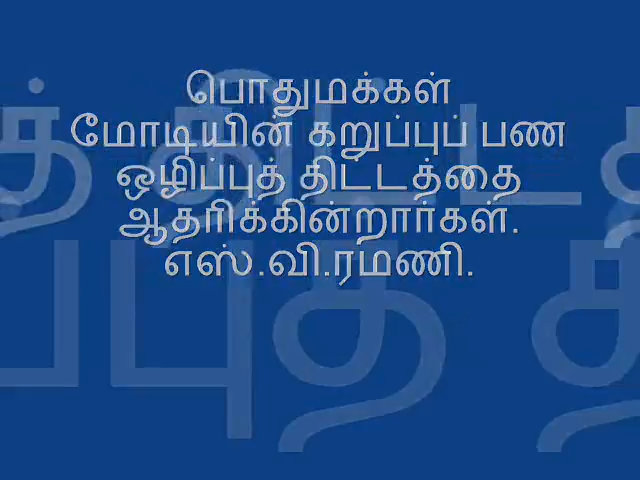 பொதுமக்கள்
மோடியின் கறுப்புப் பண
ஒழிப்புத் திட்டத்தை
ஆதரிக்கின்றார்கள்.
எஸ்.வி.ரமணி.